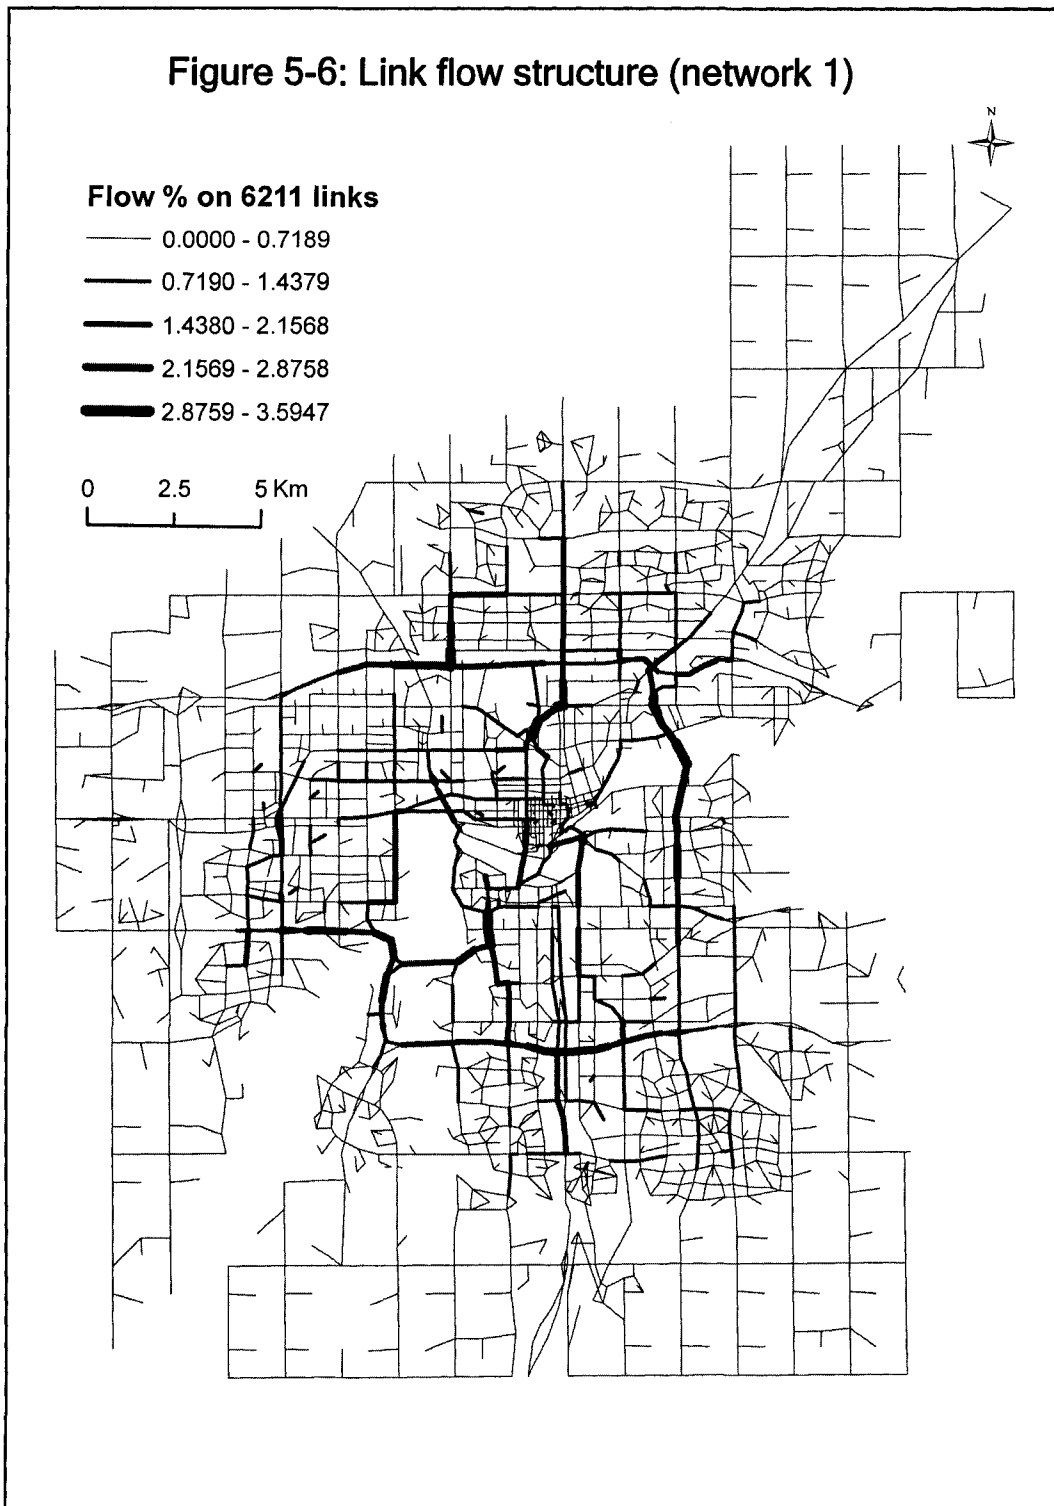 Figure 5-6: Link flow structure (network 1)
N
Flow % on 6211 links
0.0000 - 0.7189
0.7190 - 1.4379
1.4380 - 2.1568
2.1569 - 2.8758
2.8759 - 3.5947
0 2.5 5 Km